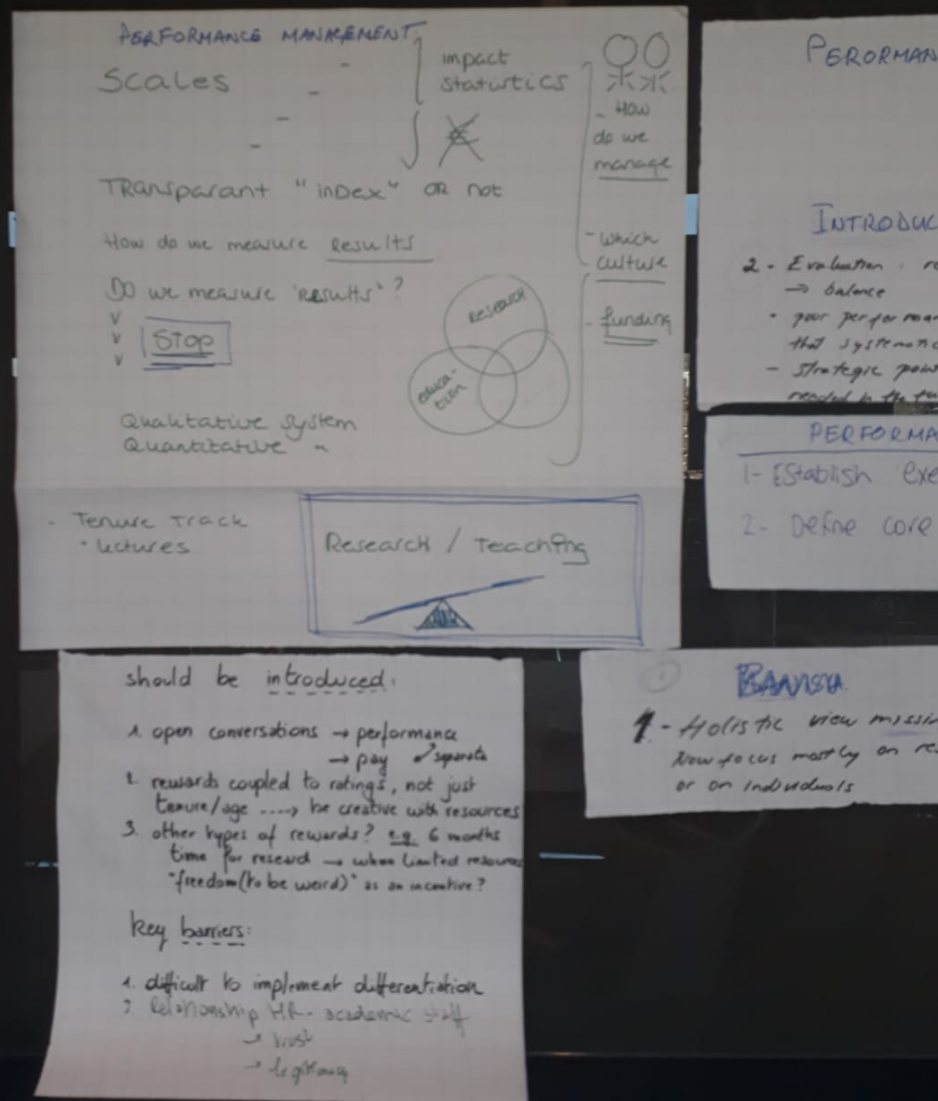 PERFORMANCE MANAGEMENT
Scales
impact
statistics
TRansparant "inDex" OR not
How do we measure Results
Do we measure 'Results'?
v
v
v
Stop
RESEARCH
EDUCA-
TION
Qualitative system
Quantitative "
- How
do we
manage
- which
culture
- funding
- Tenure Track
• lectures
Research / Teaching
should be introduced:
1. open conversations → performance
→ pay separate
2. rewards coupled to ratings, not just
tenure/age ....> be creative with resources
3. other types of rewards? e.g. 6 months
time for research → when limited resources
"freedom (to be weird)" as an incentive?
key barriers:
1. difficult to implement differentiation
2. Relationship HR - academic staff
→ trust
→ legitimacy
PERORMAN
INTRODUC
2 - Evaluation
→ balance
• poor performan
that systematic
- strategic
needed in the
PERFORMA
1- Establish exe
2- Define core
1 - Holistic view missin
Now focus mostly on res
or on individuals